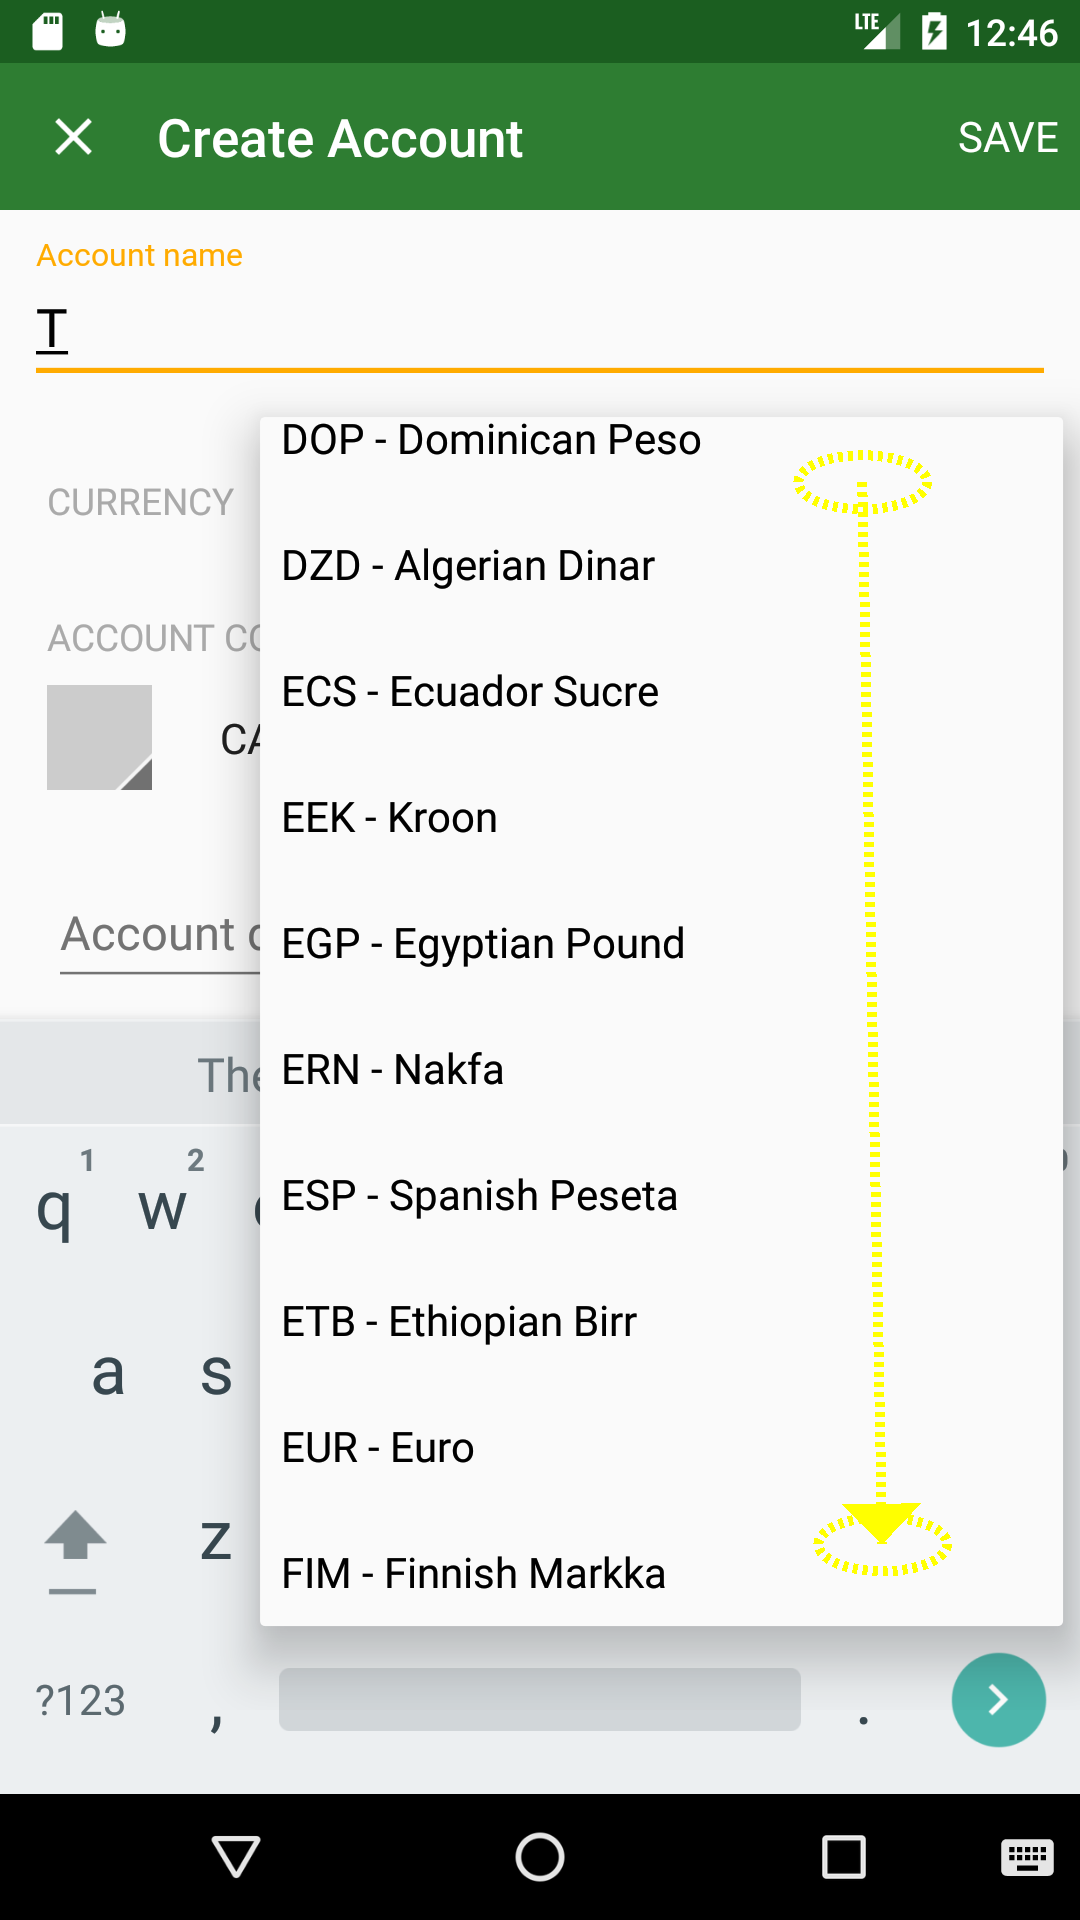 LTE 12:46
Create Account SAVE
Account name
T
DOP - Dominican Peso
CURRENCY
DZD - Algerian Dinar
ACCOUNT CO
ECS - Ecuador Sucre
CA
EEK - Kroon
Account
EGP - Egyptian Pound
The
ERN - Nakfa
1 2
q w
ESP - Spanish Peseta
ETB - Ethiopian Birr
a s
EUR - Euro
z
FIM - Finnish Markka
?123 , .